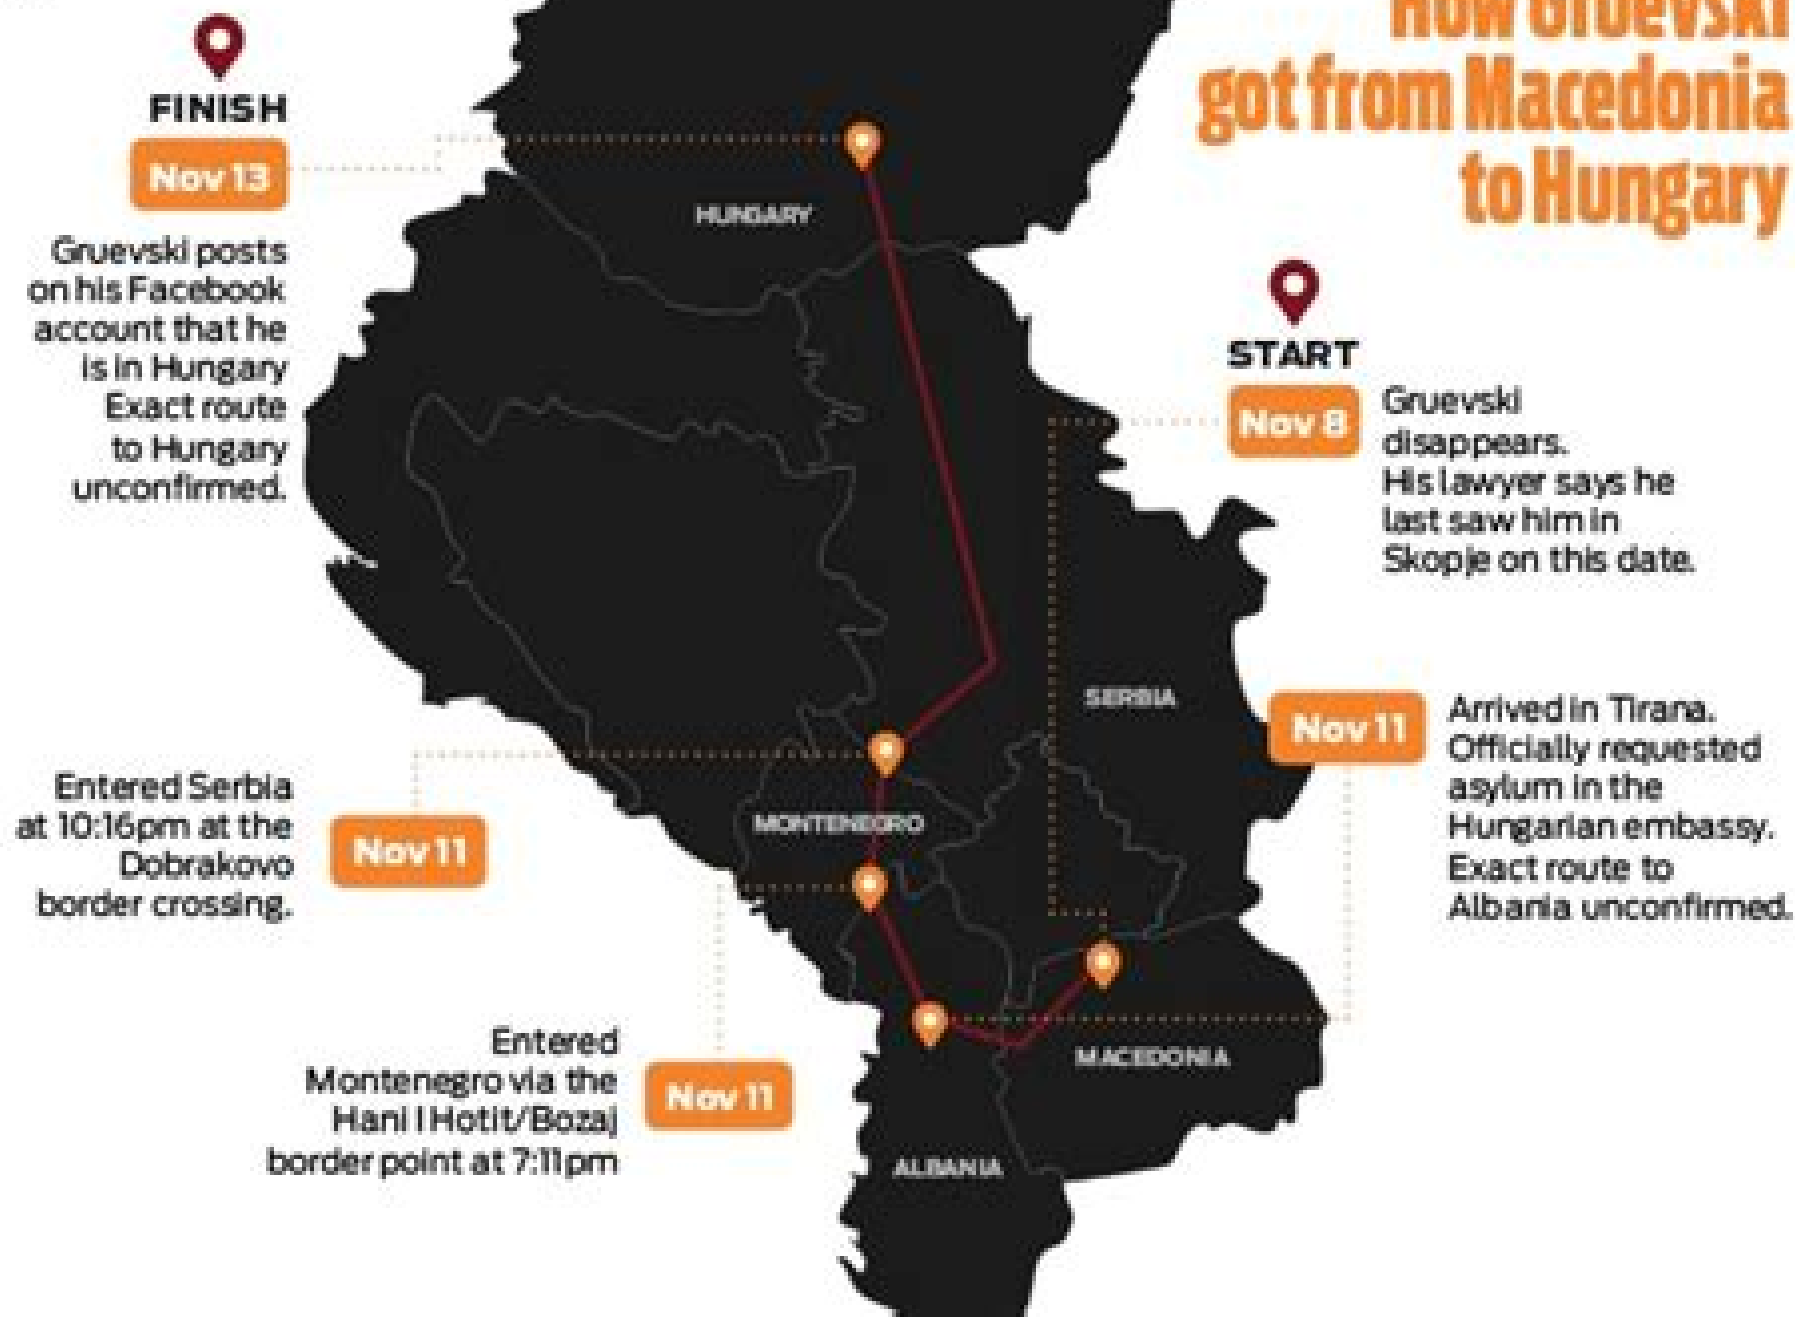 How Gruevski
got from Macedonia
to Hungary
FINISH
Nov 13
Gruevski posts
on his Facebook
account that he
is in Hungary
Exact route
to Hungary
unconfirmed.
HUNGARY
START
Nov 8
Gruevski
disappears.
His lawyer says he
last saw him in
Skopje on this date.
SERBIA
Nov 11
Arrived in Tirana.
Officially requested
asylum in the
Hungarian embassy.
Exact route to
Albania unconfirmed.
Entered Serbia
at 10:16pm at the
Dobrakovo
border crossing.
Nov 11
MONTENEGRO
Entered
Montenegro via the
Hani I Hotit/Bozaj
border point at 7:11pm
Nov 11
MACEDONIA
ALBANIA